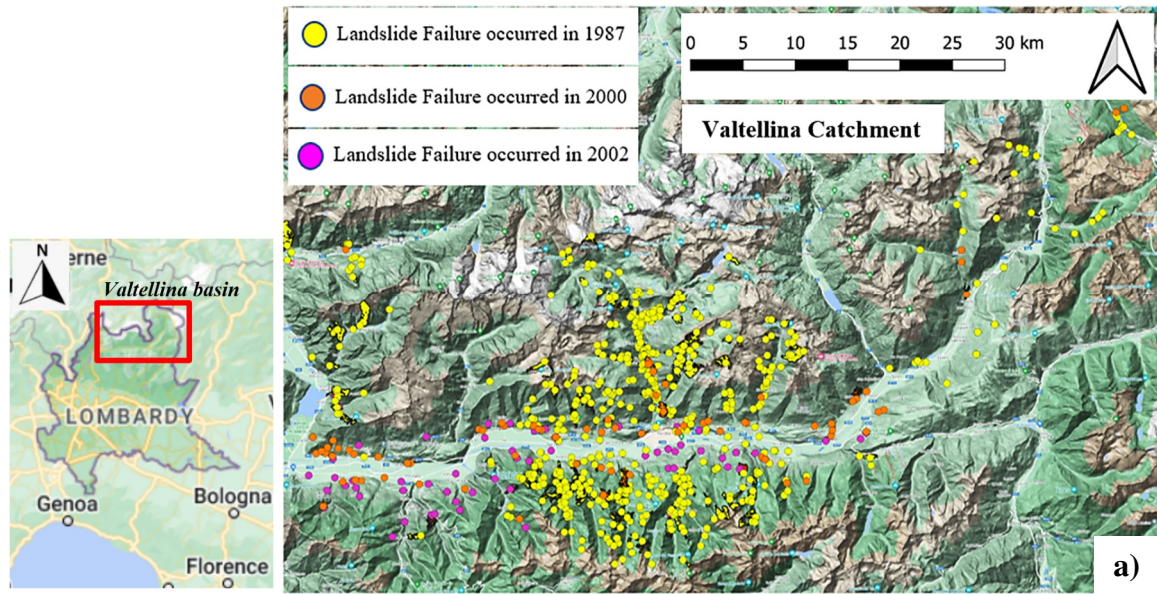 Landslide Failure occurred in 1987
Landslide Failure occurred in 2000
Landslide Failure occurred in 2002
0 5 10 15 20 25 30 km
Valtellina Catchment
N
erne
Valtellina basin
LOMBARDY
Genoa
Bologna
Florence
a)